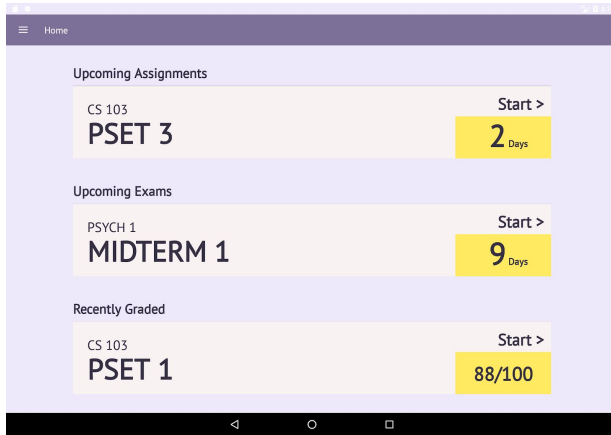 Home
Upcoming Assignments
CS 103
PSET 3
Start >
2 Days
Upcoming Exams
PSYCH 1
MIDTERM 1
Start >
9 Days
Recently Graded
CS 103
PSET 1
Start >
88/100